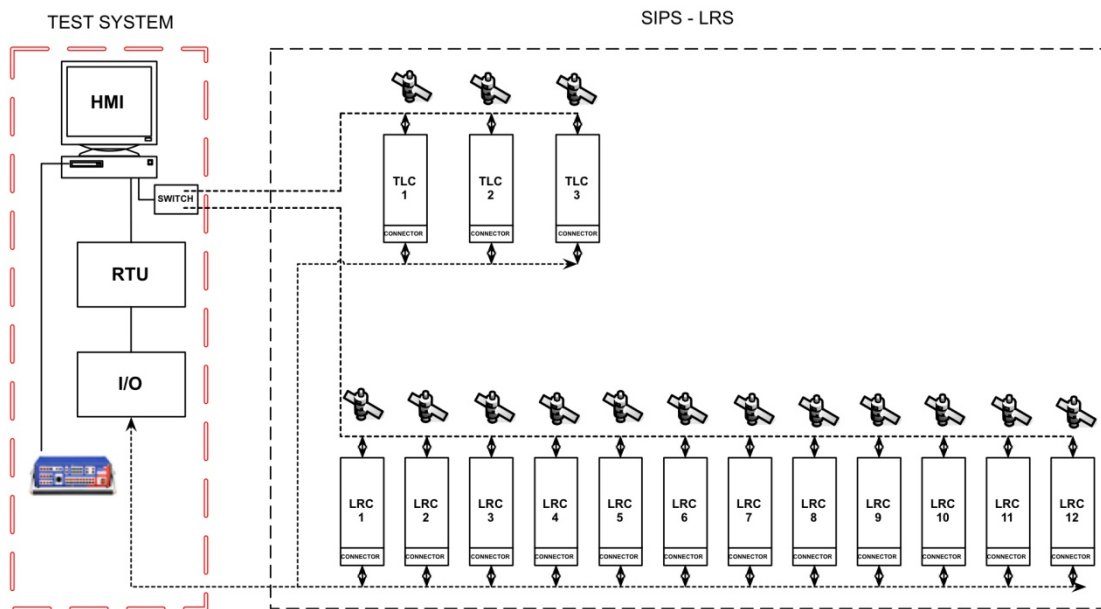 TEST SYSTEM
SIPS - LRS
HMI
SWITCH
RTU
I/O
TLC
1
CONNECTOR
TLC
2
CONNECTOR
TLC
3
CONNECTOR
LRC
1
CONNECTOR
LRC
2
CONNECTOR
LRC
3
CONNECTOR
LRC
4
CONNECTOR
LRC
5
CONNECTOR
LRC
6
CONNECTOR
LRC
7
CONNECTOR
LRC
8
CONNECTOR
LRC
9
CONNECTOR
LRC
10
CONNECTOR
LRC
11
CONNECTOR
LRC
12
CONNECTOR